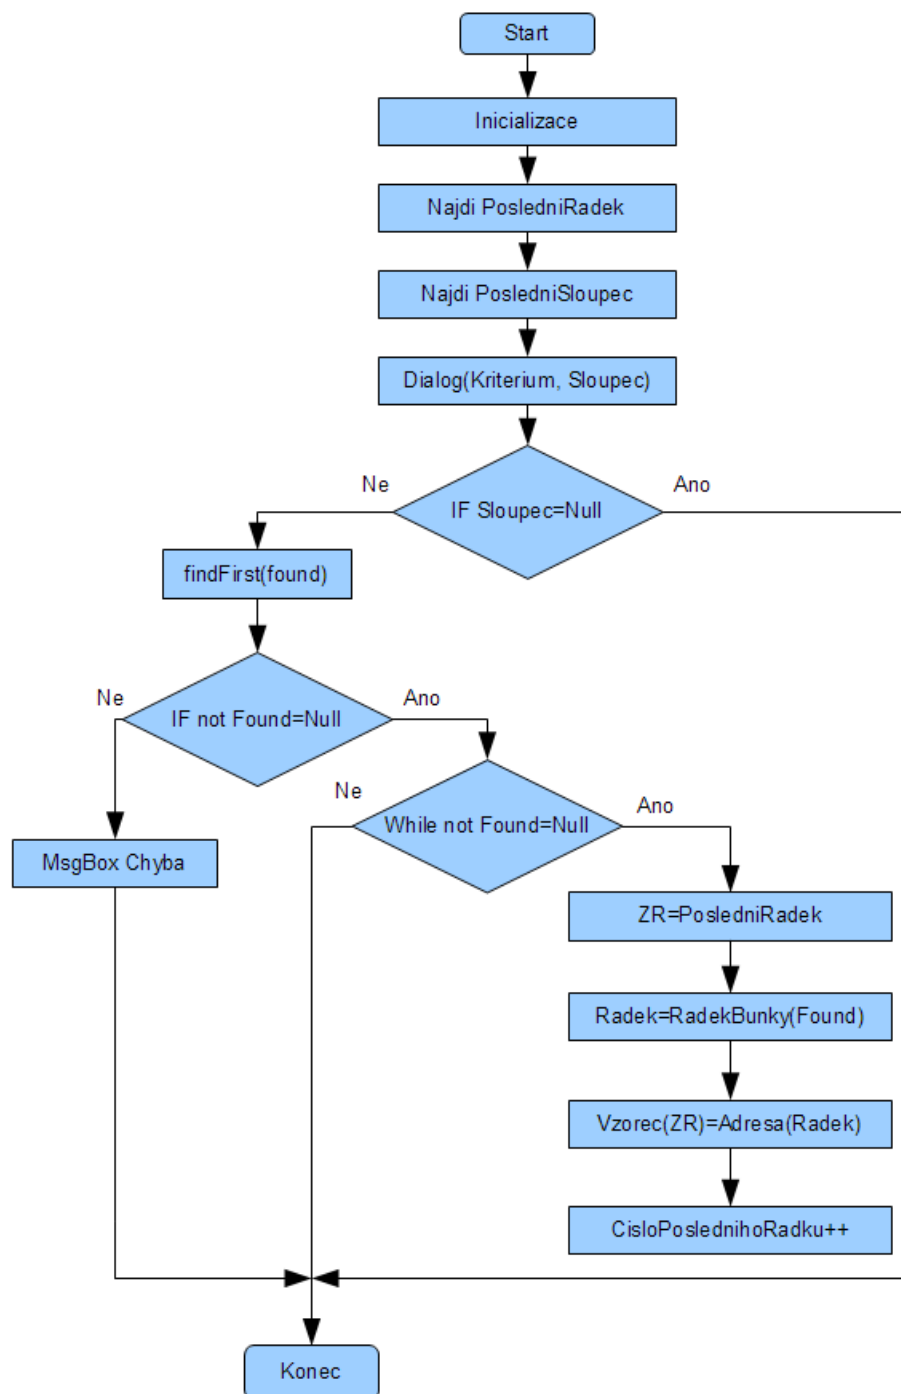 Start
Inicializace
Najdi PosledniRadek
Najdi PosledniSloupec
Dialog(Kriterium, Sloupec)
Ne
Ano
IF Sloupec=Null
findFirst(found)
Ne
Ano
IF not Found=Null
Ne
Ano
While not Found=Null
MsgBox Chyba
ZR=PosledniRadek
Radek=RadekBunky(Found)
Vzorec(ZR)=Adresa(Radek)
CisloPoslednihoRadku++
Konec